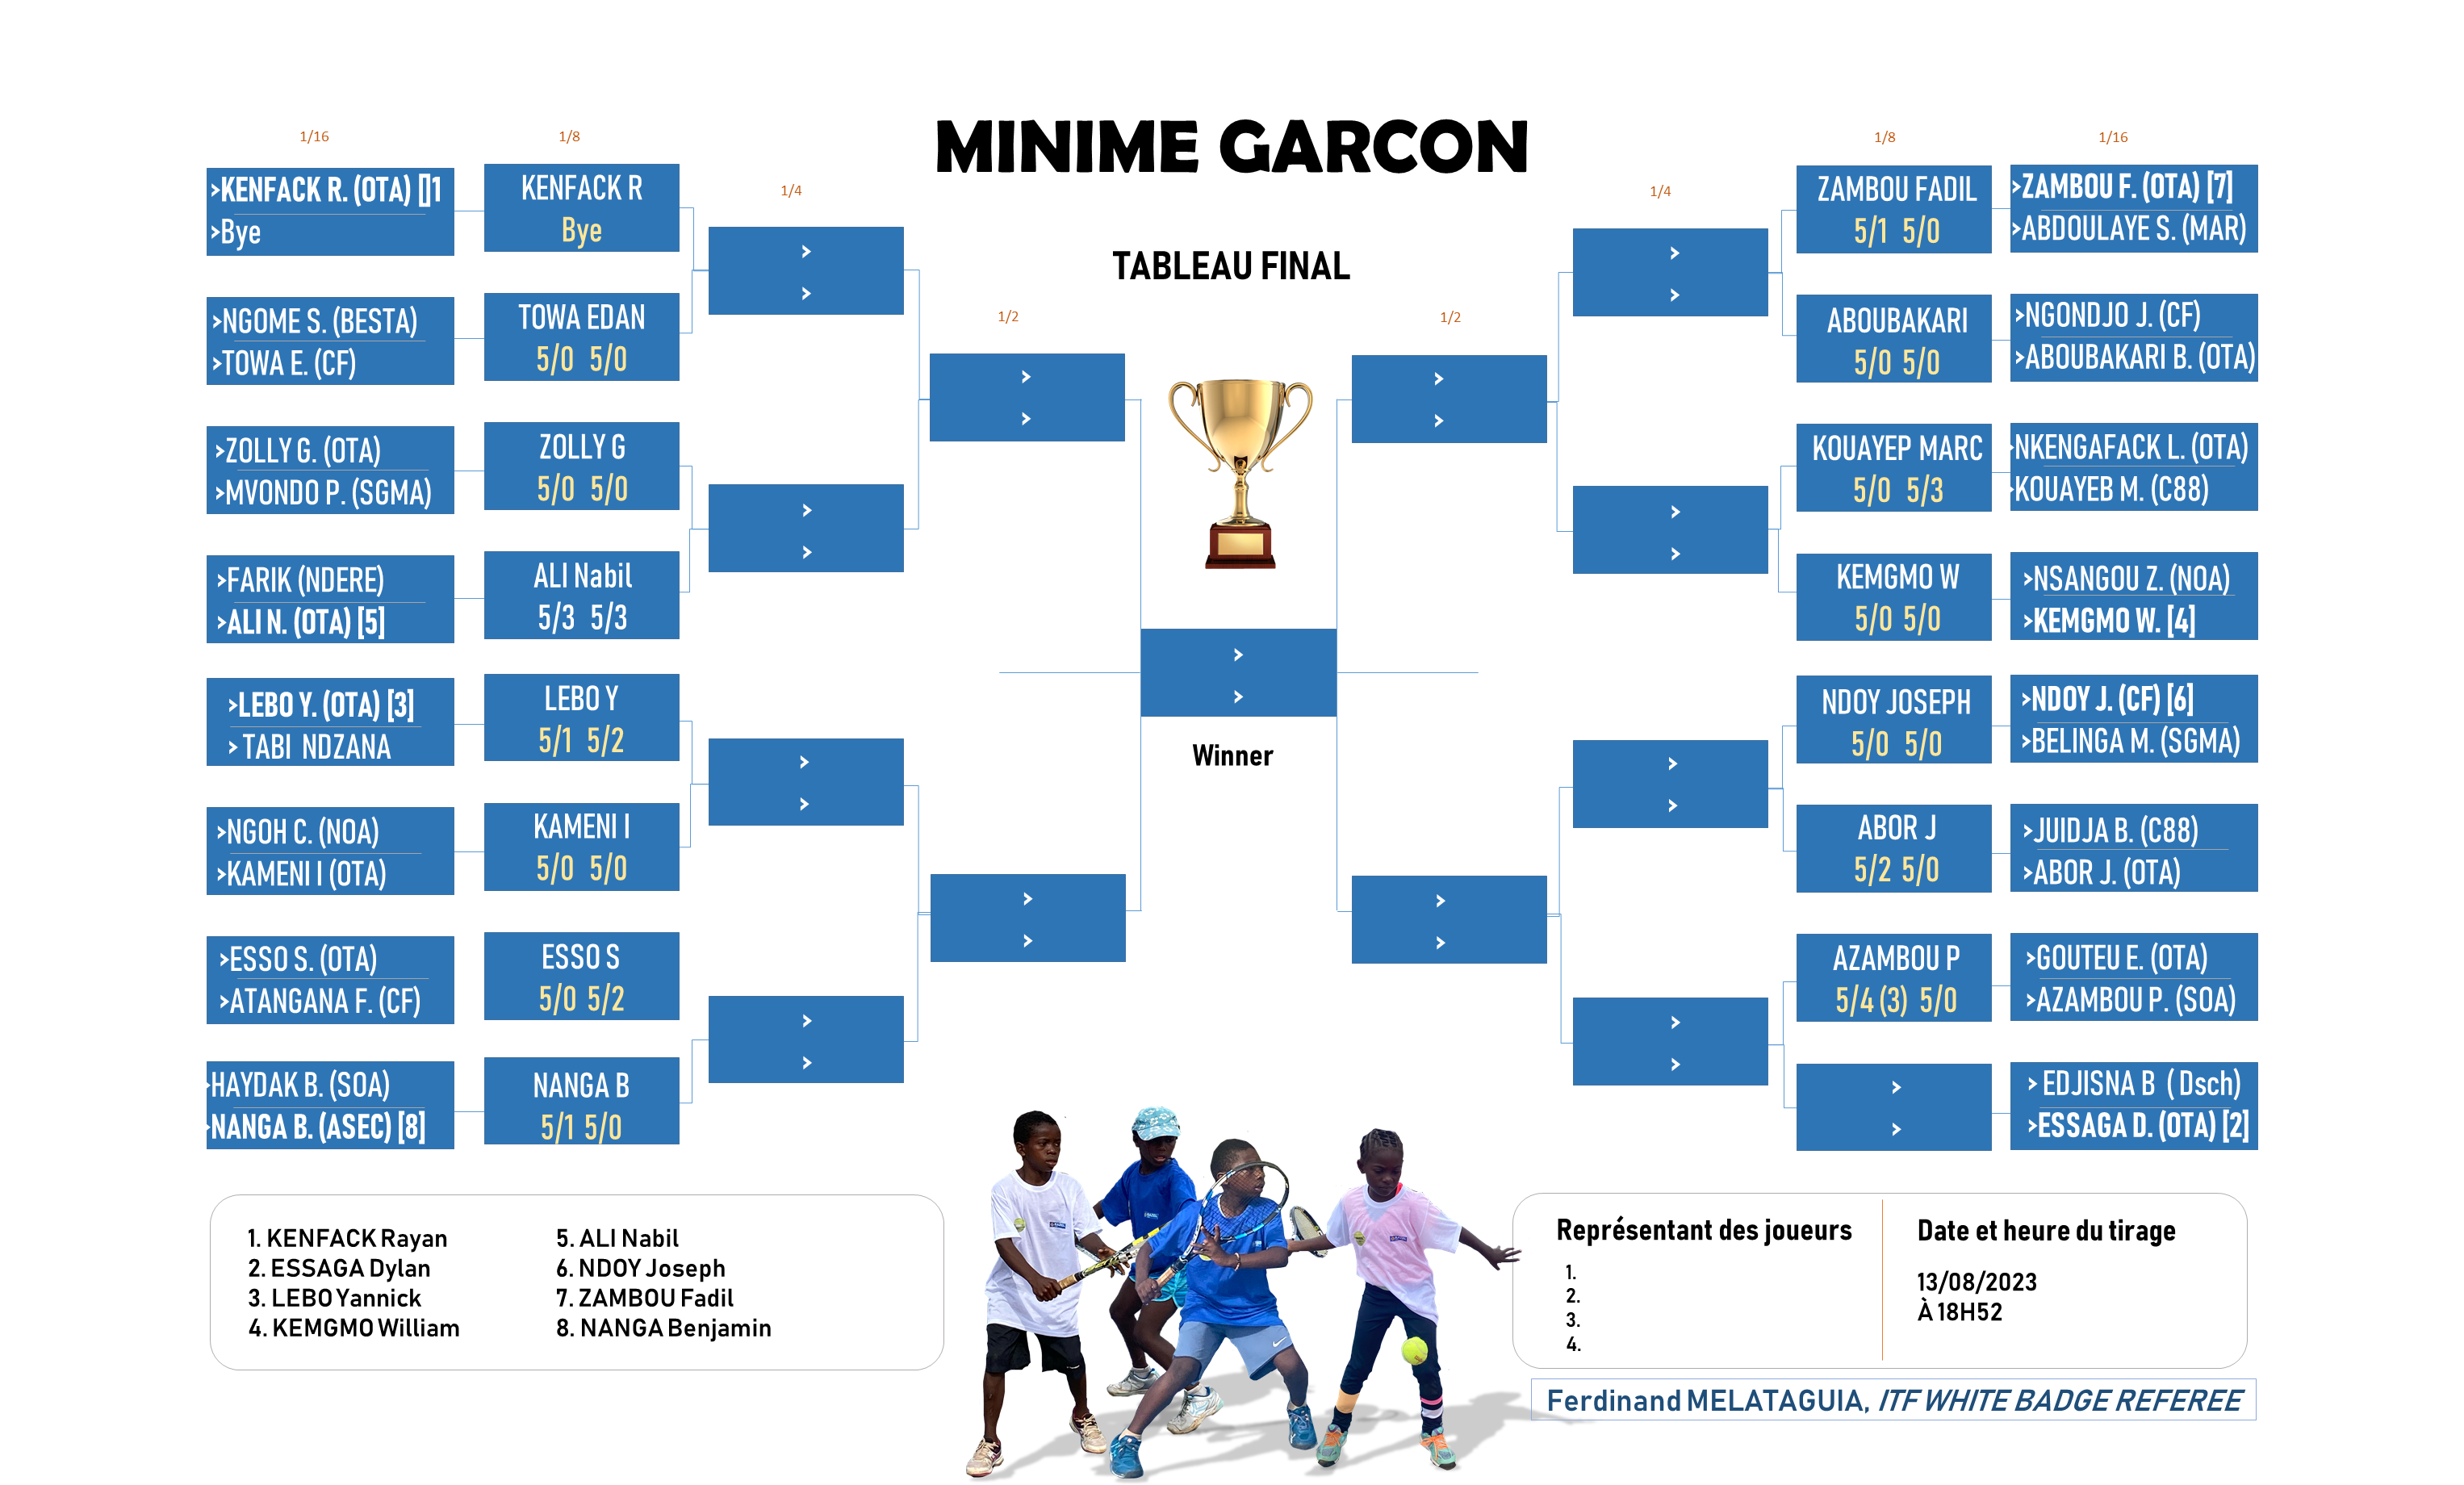 MINIME GARCON
TABLEAU FINAL
1/16
1/8
1/4
1/2
1/2
1/4
1/8
1/16
>KENFACK R. (OTA) []1
>Bye
>NGOME S. (BESTA)
>TOWA E. (CF)
>ZOLLY G. (OTA)
>MVONDO P. (SGMA)
>FARIK (NDERE)
>ALI N. (OTA) [5]
>LEBO Y. (OTA) [3]
> TABI NDZANA
>NGOH C. (NOA)
>KAMENI I (OTA)
>ESSO S. (OTA)
>ATANGANA F. (CF)
>HAYDAK B. (SOA)
>NANGA B. (ASEC) [8]
KENFACK R
Bye
TOWA EDAN
5/0 5/0
ZOLLY G
5/0 5/0
ALI Nabil
5/3 5/3
LEBO Y
5/1 5/2
KAMENI I
5/0 5/0
ESSO S
5/0 5/2
NANGA B
5/1 5/0
>
>
>
>
>
>
>
>
>
>
>
>
>
>
Winner
>
>
>
>
>
>
>
>
>
>
>
>
ZAMBOU FADIL
5/1 5/0
ABOUBAKARI
5/0 5/0
KOUAYEP MARC
5/0 5/3
KEMGMO W
5/0 5/0
NDOY JOSEPH
5/0 5/0
ABOR J
5/2 5/0
AZAMBOU P
5/4 (3) 5/0
>
>
>ZAMBOU F. (OTA) [7]
>ABDOULAYE S. (MAR)
>NGONDJO J. (CF)
>ABOUBAKARI B. (OTA)
>NKENGAFACK L. (OTA)
>KOUAYEB M. (C88)
>NSANGOU Z. (NOA)
>KEMGMO W. [4]
>NDOY J. (CF) [6]
>BELINGA M. (SGMA)
>JUIDJA B. (C88)
>ABOR J. (OTA)
>GOUTEU E. (OTA)
>AZAMBOU P. (SOA)
> EDJISNA B ( Dsch)
>ESSAGA D. (OTA) [2]
1. KENFACK Rayan
2. ESSAGA Dylan
3. LEBO Yannick
4. KEMGMO William
5. ALI Nabil
6. NDOY Joseph
7. ZAMBOU Fadil
8. NANGA Benjamin
Représentant des joueurs
1.
2.
3.
4.
Date et heure du tirage
13/08/2023
À 18H52
Ferdinand MELATAGUIA, ITF WHITE BADGE REFEREE